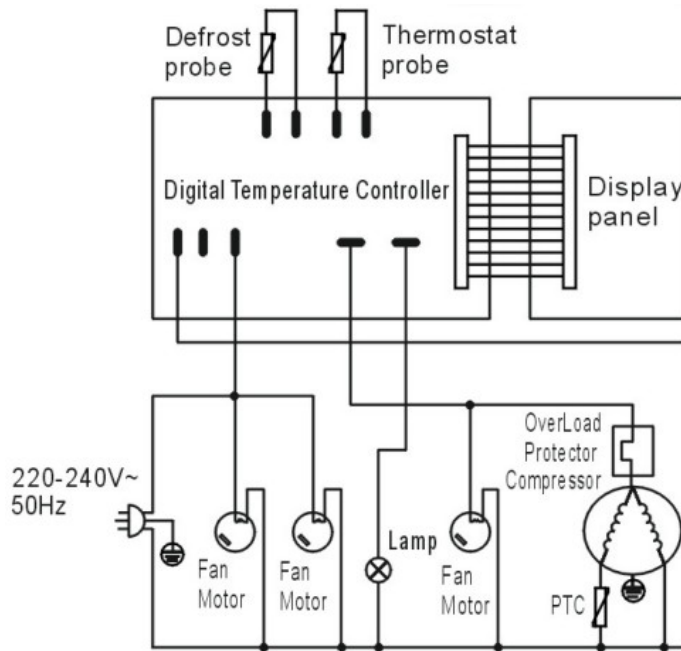 Defrost
probe
Thermostat
probe
Digital Temperature Controller
Display
panel
OverLoad
Protector
Compressor
220-240V~
50Hz
Fan
Motor
Fan
Motor
Lamp
Fan
Motor
PTC